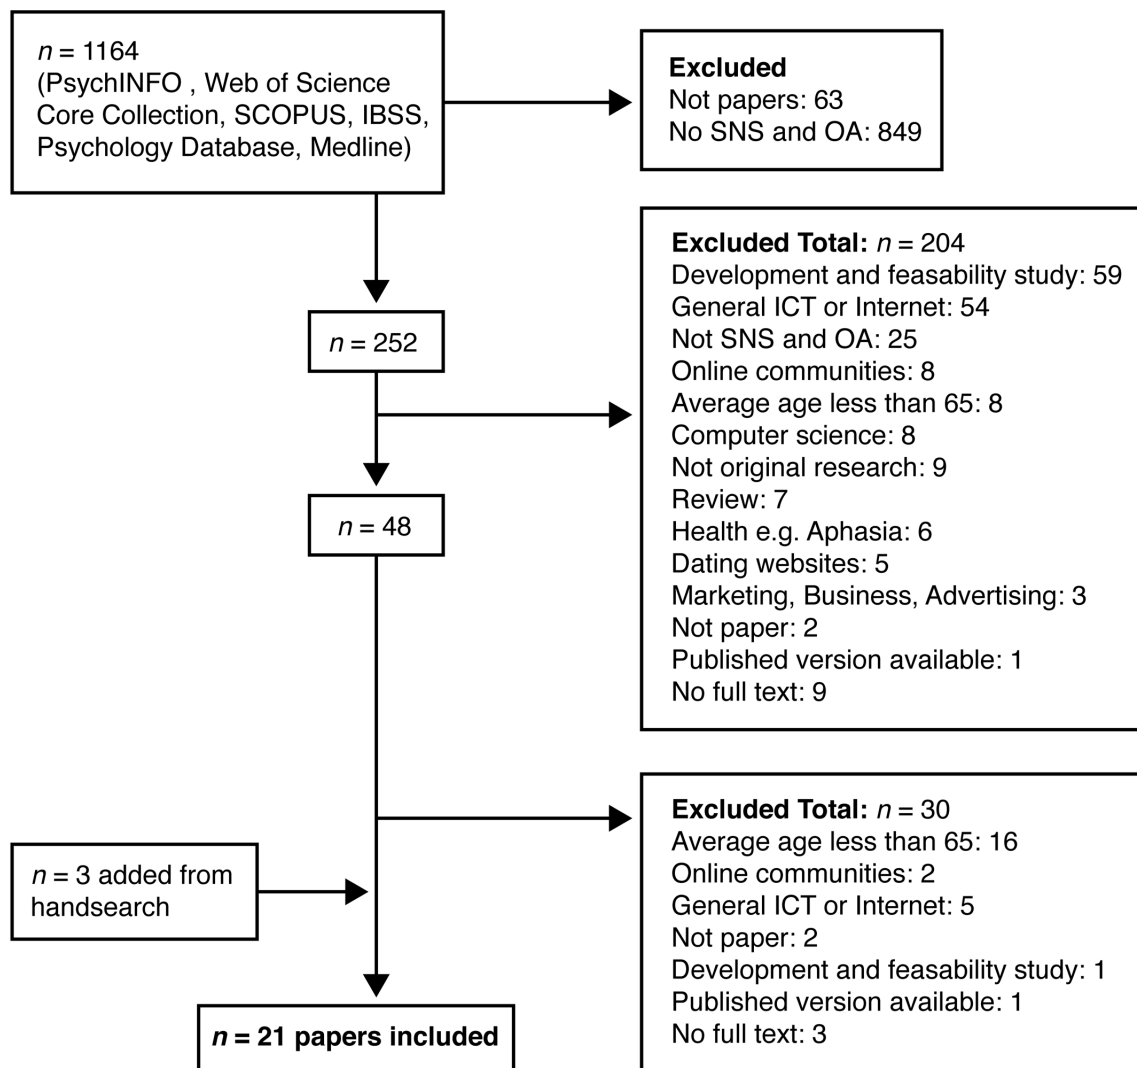 n = 1164
(PsychINFO , Web of Science
Core Collection, SCOPUS, IBSS,
Psychology Database, Medline)
Excluded
Not papers: 63
No SNS and OA: 849
n = 252
Excluded Total: n = 204
Development and feasability study: 59
General ICT or Internet: 54
Not SNS and OA: 25
Online communities: 8
Average age less than 65: 8
Computer science: 8
Not original research: 9
Review: 7
Health e.g. Aphasia: 6
Dating websites: 5
Marketing, Business, Advertising: 3
Not paper: 2
Published version available: 1
No full text: 9
n = 48
Excluded Total: n = 30
Average age less than 65: 16
Online communities: 2
General ICT or Internet: 5
Not paper: 2
Development and feasability study: 1
Published version available: 1
No full text: 3
n = 3 added from
handsearch
n = 21 papers included